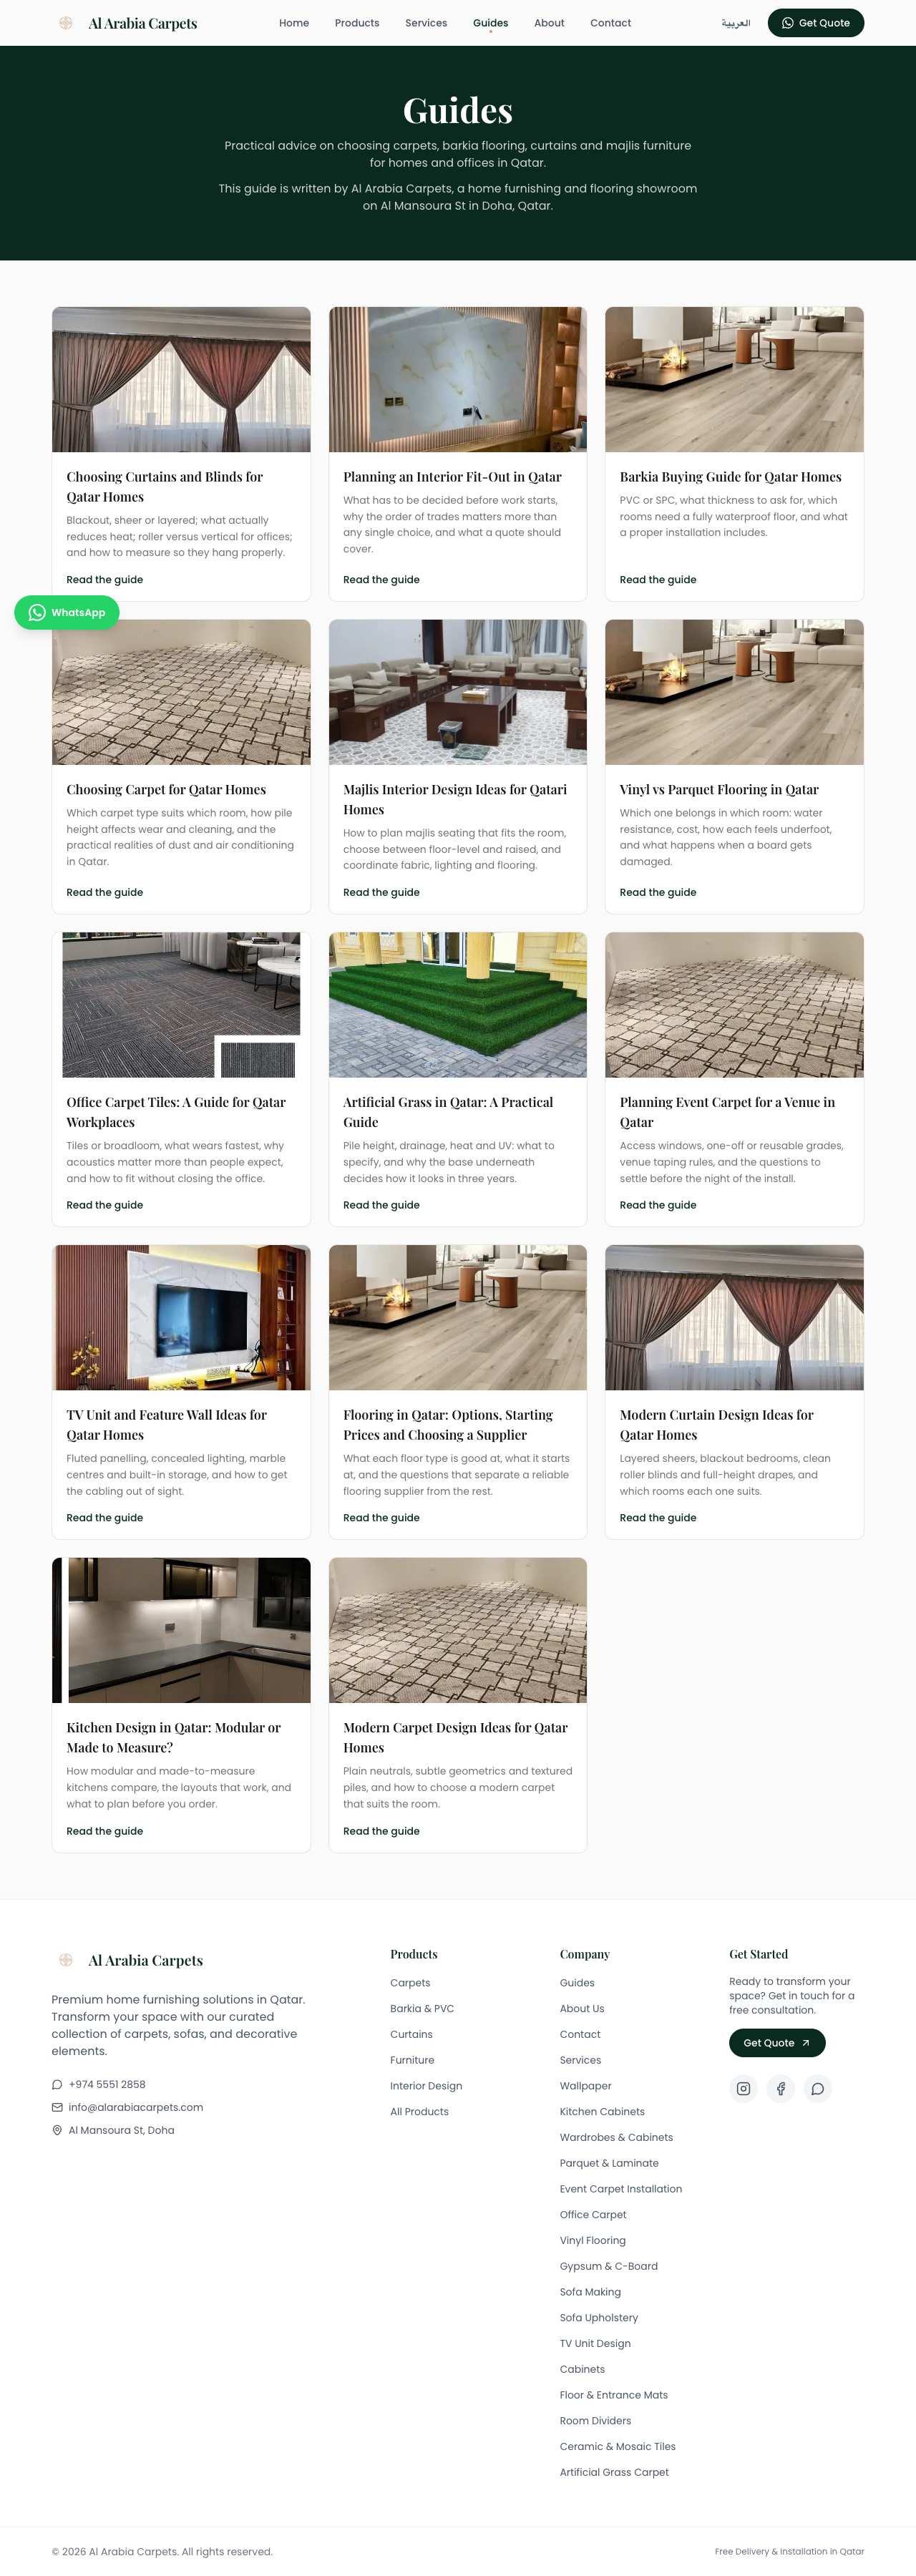 Al Arabia Carpets
Home
Products
Services
Guides
About
Contact
العربية
Get Quote
Guides
Practical advice on choosing carpets, barkia flooring, curtains and majlis furniture
for homes and offices in Qatar.
This guide is written by Al Arabia Carpets, a home furnishing and flooring showroom
on Al Mansoura St in Doha, Qatar.
Choosing Curtains and Blinds for
Qatar Homes
Blackout, sheer or layered; what actually
reduces heat; roller versus vertical for offices;
and how to measure so they hang properly.
Read the guide
Planning an Interior Fit-Out in Qatar
What has to be decided before work starts,
why the order of trades matters more than
any single choice, and what a quote should
cover.
Read the guide
Barkia Buying Guide for Qatar Homes
PVC or SPC, what thickness to ask for, which
rooms need a fully waterproof floor, and what
a proper installation includes.
Read the guide
WhatsApp
Choosing Carpet for Qatar Homes
Which carpet type suits which room, how pile
height affects wear and cleaning, and the
practical realities of dust and air conditioning
in Qatar.
Read the guide
Majlis Interior Design Ideas for Qatari
Homes
How to plan majlis seating that fits the room,
choose between floor-level and raised, and
coordinate fabric, lighting and flooring.
Read the guide
Vinyl vs Parquet Flooring in Qatar
Which one belongs in which room: water
resistance, cost, how each feels underfoot,
and what happens when a board gets
damaged.
Read the guide
Office Carpet Tiles: A Guide for Qatar
Workplaces
Tiles or broadloom, what wears fastest, why
acoustics matter more than people expect,
and how to fit without closing the office.
Read the guide
Artificial Grass in Qatar: A Practical
Guide
Pile height, drainage, heat and UV: what to
specify, and why the base underneath
decides how it looks in three years.
Read the guide
Planning Event Carpet for a Venue in
Qatar
Access windows, one-off or reusable grades,
venue taping rules, and the questions to
settle before the night of the install.
Read the guide
TV Unit and Feature Wall Ideas for
Qatar Homes
Fluted panelling, concealed lighting, marble
centres and built-in storage, and how to get
the cabling out of sight.
Read the guide
Flooring in Qatar: Options, Starting
Prices and Choosing a Supplier
What each floor type is good at, what it starts
at, and the questions that separate a reliable
flooring supplier from the rest.
Read the guide
Modern Curtain Design Ideas for
Qatar Homes
Layered sheers, blackout bedrooms, clean
roller blinds and full-height drapes, and
which rooms each one suits.
Read the guide
Kitchen Design in Qatar: Modular or
Made to Measure?
How modular and made-to-measure
kitchens compare, the layouts that work, and
what to plan before you order.
Read the guide
Modern Carpet Design Ideas for Qatar
Homes
Plain neutrals, subtle geometrics and textured
piles, and how to choose a modern carpet
that suits the room.
Read the guide
Al Arabia Carpets
Premium home furnishing solutions in Qatar.
Transform your space with our curated
collection of carpets, sofas, and decorative
elements.
+974 5551 2858
info@alarabiacarpets.com
Al Mansoura St, Doha
Products
Carpets
Barkia & PVC
Curtains
Furniture
Interior Design
All Products
Company
Guides
About Us
Contact
Services
Wallpaper
Kitchen Cabinets
Wardrobes & Cabinets
Parquet & Laminate
Event Carpet Installation
Office Carpet
Vinyl Flooring
Gypsum & C-Board
Sofa Making
Sofa Upholstery
TV Unit Design
Cabinets
Floor & Entrance Mats
Room Dividers
Ceramic & Mosaic Tiles
Artificial Grass Carpet
Get Started
Ready to transform your
space? Get in touch for a
free consultation.
Get Quote
© 2026 Al Arabia Carpets. All rights reserved.
Free Delivery & Installation in Qatar